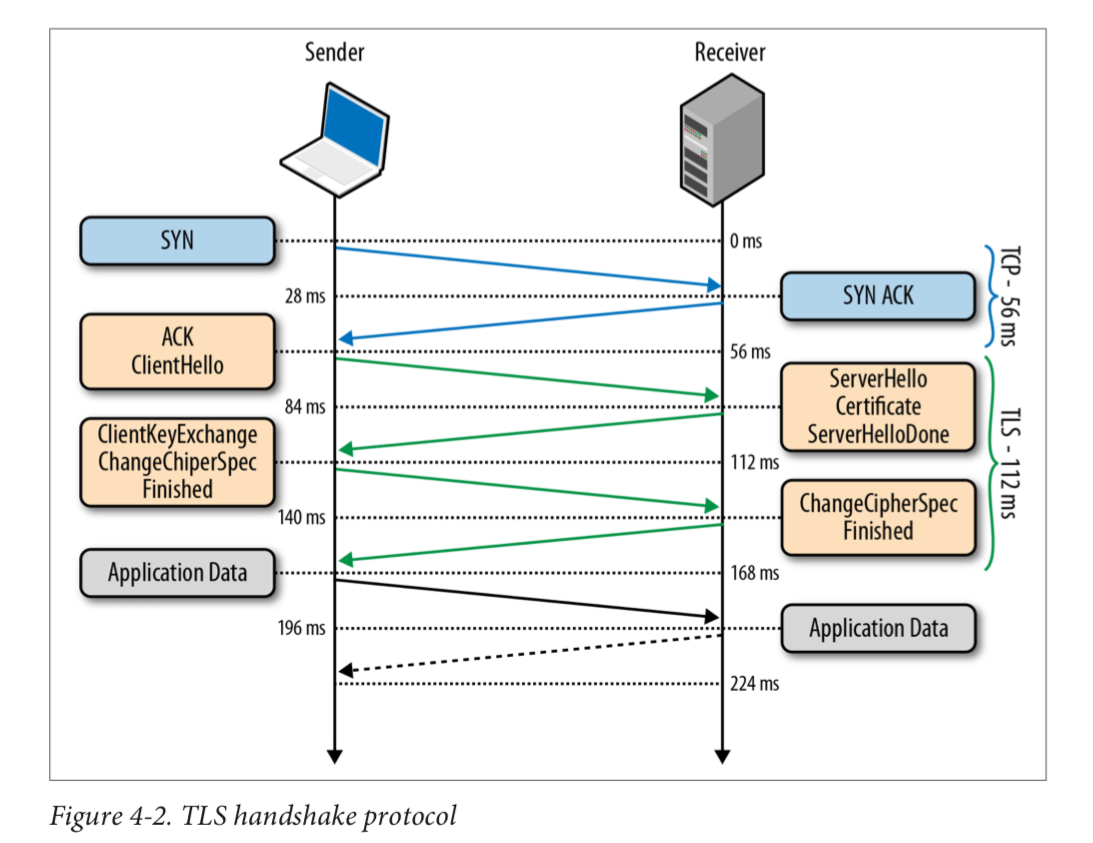 Sender
Receiver
SYN
0 ms
28 ms
SYN ACK
TCP - 56 ms
ACK
ClientHello
56 ms
84 ms
ServerHello
Certificate
ServerHelloDone
TLS - 112 ms
ClientKeyExchange
ChangeChiperSpec
Finished
112 ms
140 ms
ChangeCipherSpec
Finished
Application Data
168 ms
196 ms
Application Data
224 ms
Figure 4-2. TLS handshake protocol